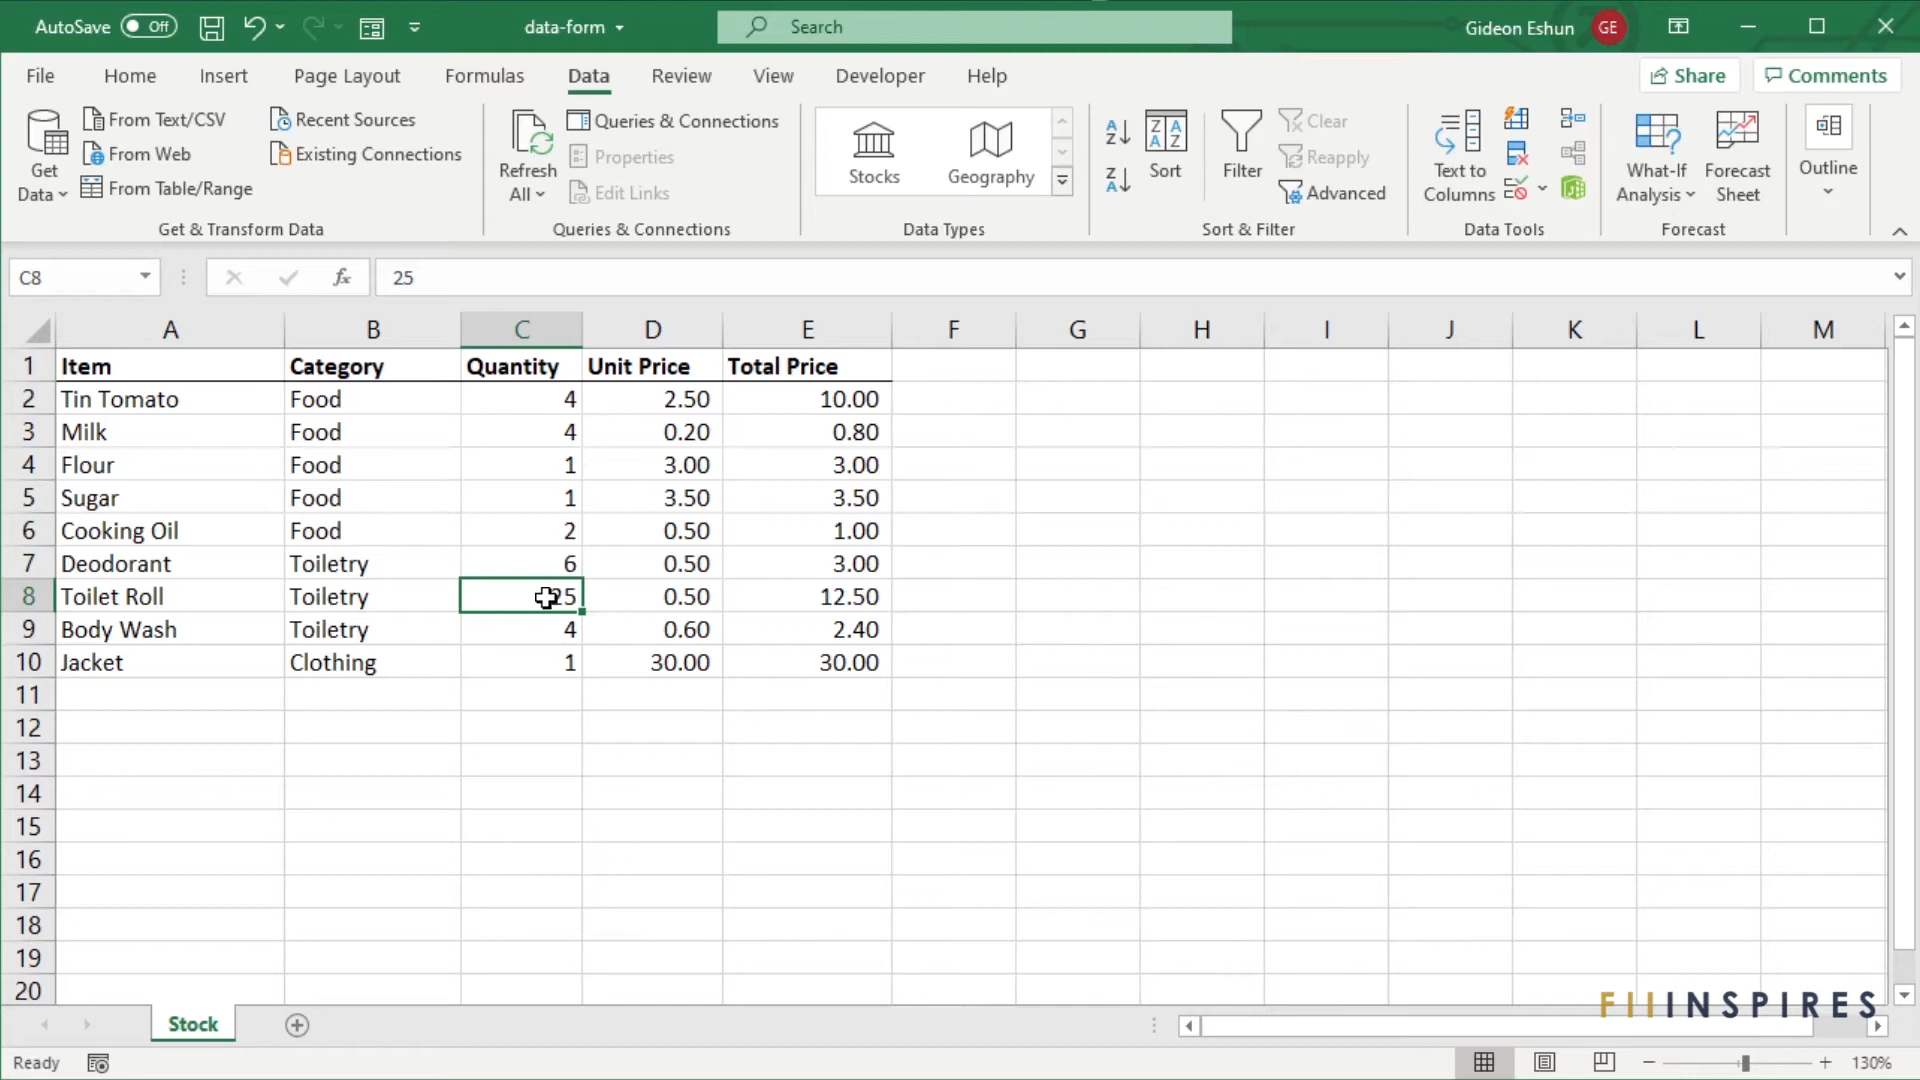 AutoSave Off data-form Search Gideon Eshun GE
File Home Insert Page Layout Formulas Data Review View Developer Help Share Comments
Get Data
From Text/CSV
From Web
From Table/Range
Recent Sources
Existing Connections
Get & Transform Data
Refresh All
Queries & Connections
Properties
Edit Links
Queries & Connections
Stocks Geography
Data Types
Sort
Filter
Clear
Reapply
Advanced
Sort & Filter
Text to Columns
Data Tools
What-If Analysis
Forecast Sheet
Forecast
Outline
C8 fx 25
A B C D E F G H I J K L M
1 Item Category Quantity Unit Price Total Price
2 Tin Tomato Food 4 2.50 10.00
3 Milk Food 4 0.20 0.80
4 Flour Food 1 3.00 3.00
5 Sugar Food 1 3.50 3.50
6 Cooking Oil Food 2 0.50 1.00
7 Deodorant Toiletry 6 0.50 3.00
8 Toilet Roll Toiletry 25 0.50 12.50
9 Body Wash Toiletry 4 0.60 2.40
10 Jacket Clothing 1 30.00 30.00
11
12
13
14
15
16
17
18
19
20
FIIINSPIRES
Stock
Ready 130%